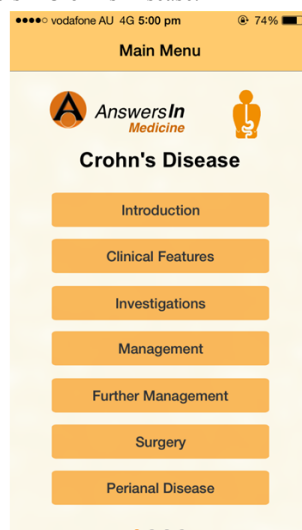 vodafone AU 4G 5:00 pm 74%
Main Menu
AnswersIn
Medicine
Crohn's Disease
Introduction
Clinical Features
Investigations
Management
Further Management
Surgery
Perianal Disease